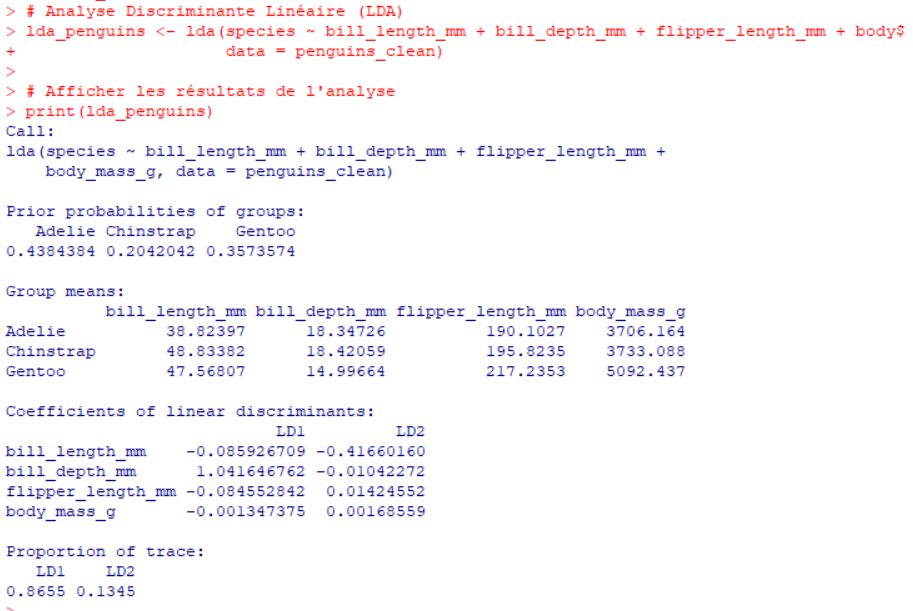 > # Analyse Discriminante Linéaire (LDA)
> lda_penguins <- lda(species ~ bill_length_mm + bill_depth_mm + flipper_length_mm + body$
+                     data = penguins_clean)
>
> # Afficher les résultats de l'analyse
> print(lda_penguins)
Call:
lda(species ~ bill_length_mm + bill_depth_mm + flipper_length_mm +
    body_mass_g, data = penguins_clean)

Prior probabilities of groups:
   Adelie Chinstrap    Gentoo
0.4384384 0.2042042 0.3573574

Group means:
          bill_length_mm bill_depth_mm flipper_length_mm body_mass_g
Adelie          38.82397      18.34726          190.1027    3706.164
Chinstrap       48.83382      18.42059          195.8235    3733.088
Gentoo          47.56807      14.99664          217.2353    5092.437

Coefficients of linear discriminants:
                           LD1         LD2
bill_length_mm    -0.085926709 -0.41660160
bill_depth_mm      1.041646762 -0.01042272
flipper_length_mm -0.084552842  0.01424552
body_mass_g       -0.001347375  0.00168559

Proportion of trace:
   LD1    LD2
0.8655 0.1345
>